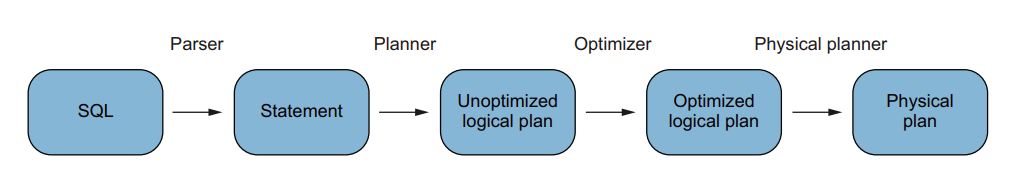 Parser
Planner
Optimizer
Physical planner
SQL
Statement
Unoptimized
logical plan
Optimized
logical plan
Physical
plan